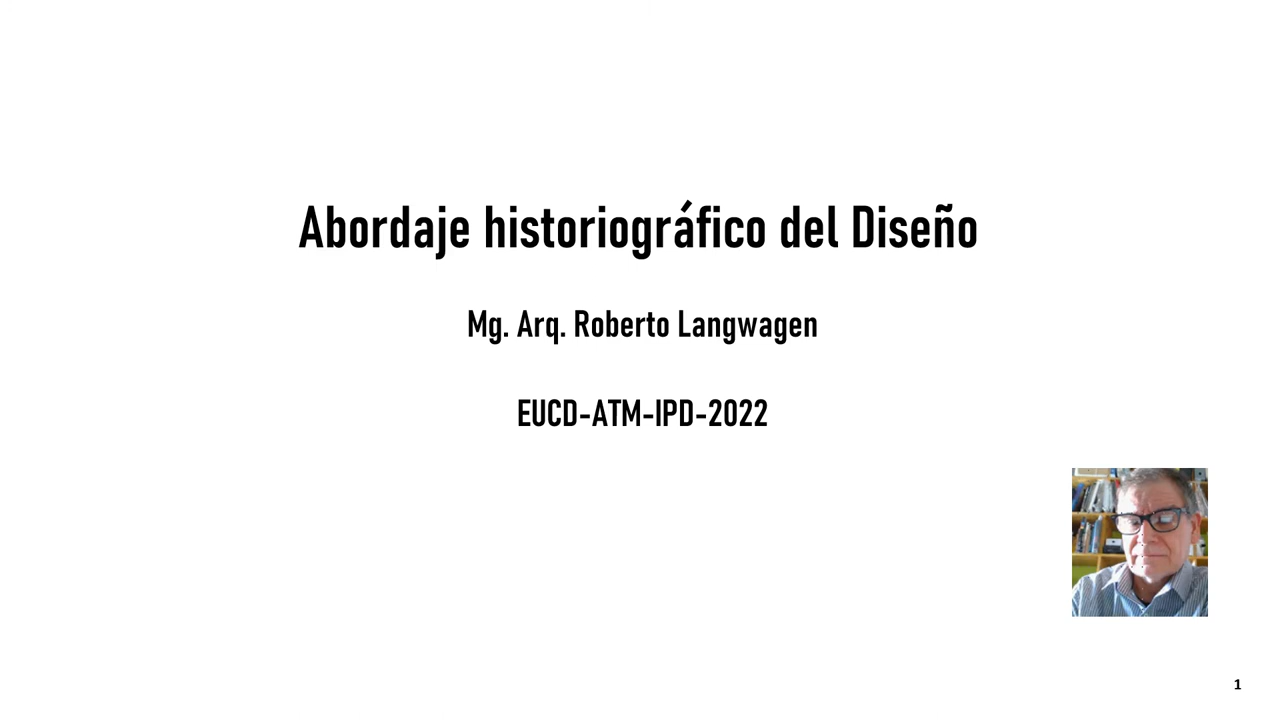 Abordaje historiográfico del Diseño
Mg. Arq. Roberto Langwagen
EUCD-ATM-IPD-2022
1